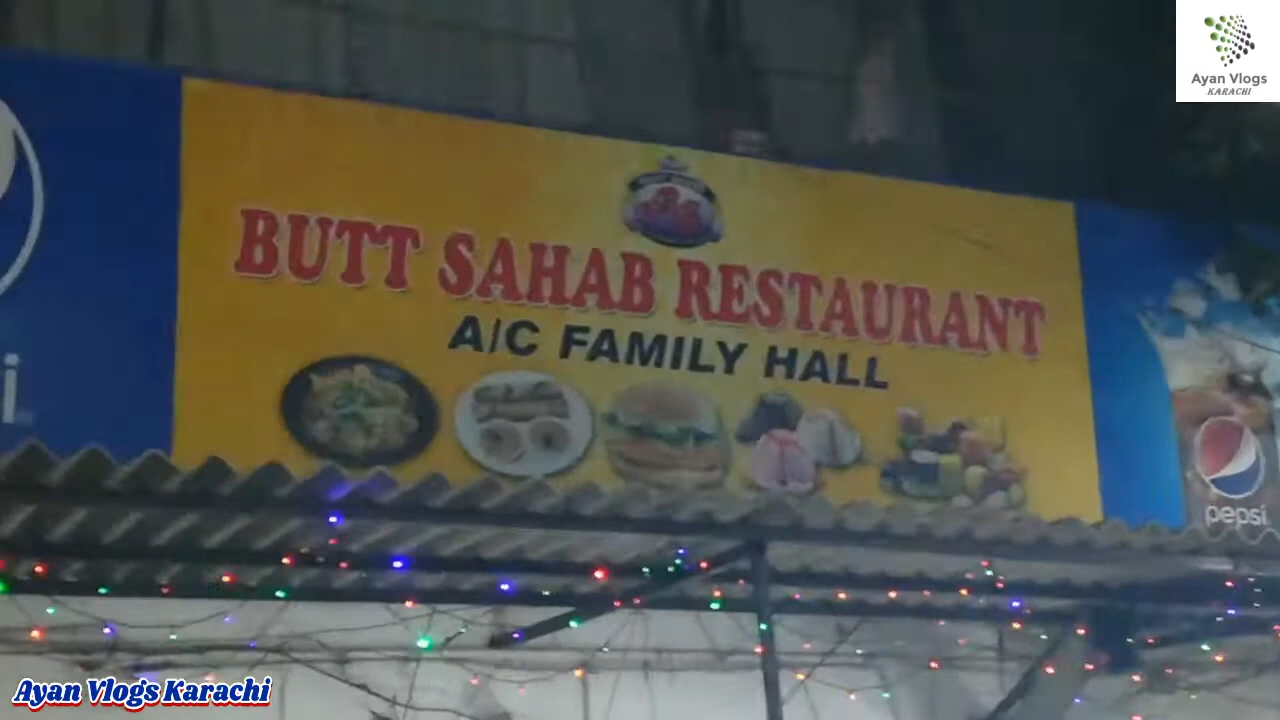 Ayan Vlogs
KARACHI
BUTT SAHAB RESTAURANT
A/C FAMILY HALL
pepsi
Ayan Vlogs Karachi